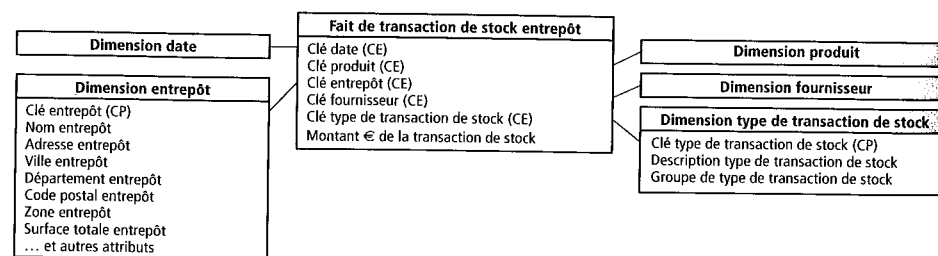 Dimension date
Dimension entrepôt
Clé entrepôt (CP)
Nom entrepôt
Adresse entrepôt
Ville entrepôt
Département entrepôt
Code postal entrepôt
Zone entrepôt
Surface totale entrepôt
... et autres attributs
Fait de transaction de stock entrepôt
Clé date (CE)
Clé produit (CE)
Clé entrepôt (CE)
Clé fournisseur (CE)
Clé type de transaction de stock (CE)
Montant € de la transaction de stock
Dimension produit
Dimension fournisseur
Dimension type de transaction de stock
Clé type de transaction de stock (CP)
Description type de transaction de stock
Groupe de type de transaction de stock